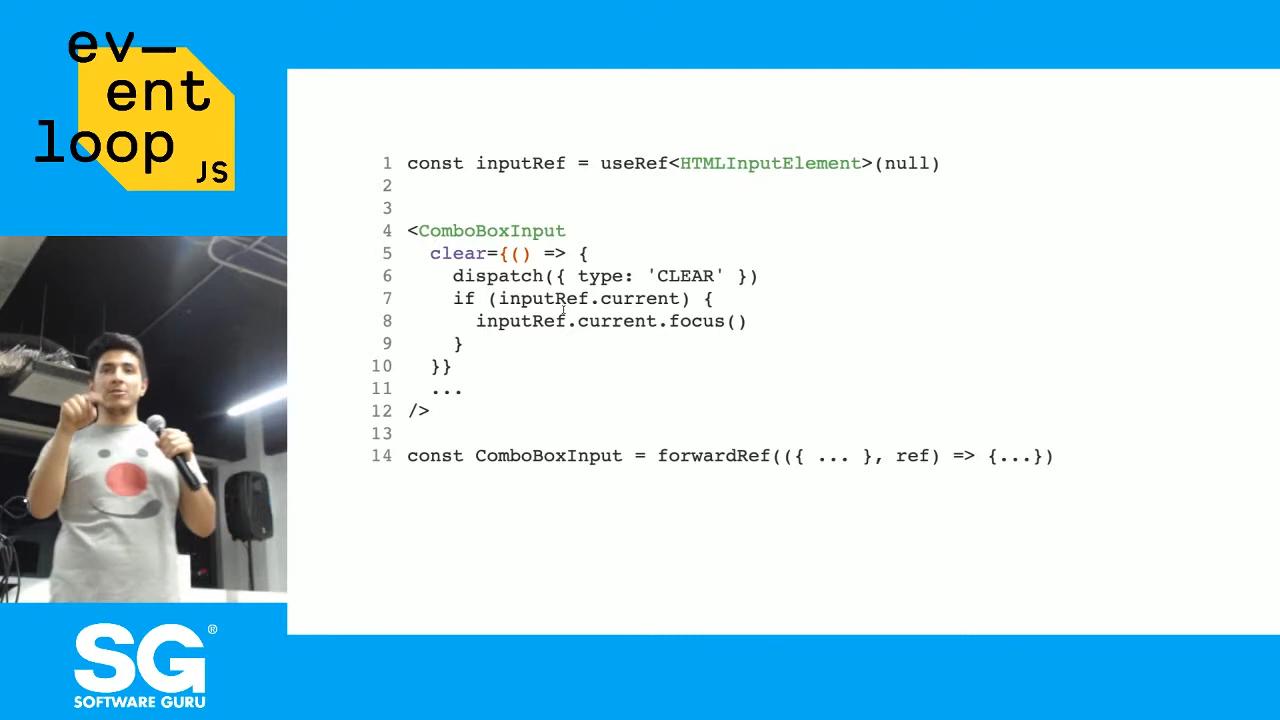 ev—
ent
loop
JS
1 const inputRef = useRef<HTMLInputElement>(null)
2
3
4 <ComboBoxInput
5 clear={() => {
6 dispatch({ type: 'CLEAR' })
7 if (inputRef.current) {
8 inputRef.current.focus()
9 }
10 }}
11 ...
12 />
13
14 const ComboBoxInput = forwardRef(({ ... }, ref) => {...})
SG®
SOFTWARE GURU